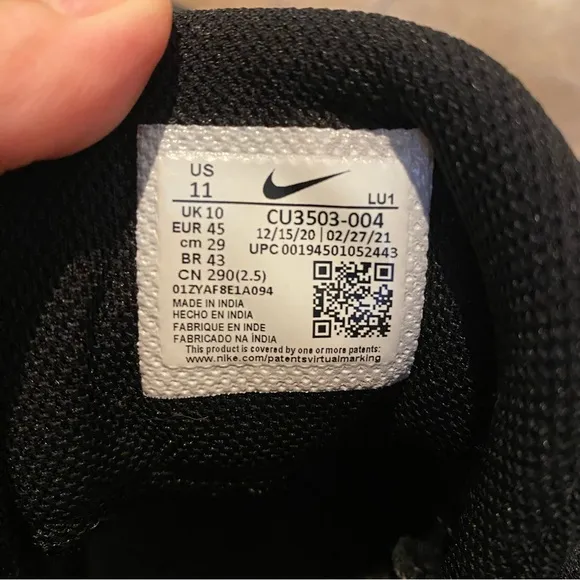 US
11
LU1
UK 10
EUR 45
cm 29
BR 43
CN 290(2.5)
CU3503-004
12/15/20 | 02/27/21
UPC 00194501052443
01ZYAF8E1A094
MADE IN INDIA
HECHO EN INDIA
FABRIQUE EN INDE
FABRICADO NA ÍNDIA
This product is covered by one or more patents:
www.nike.com/patentsvirtualmarking